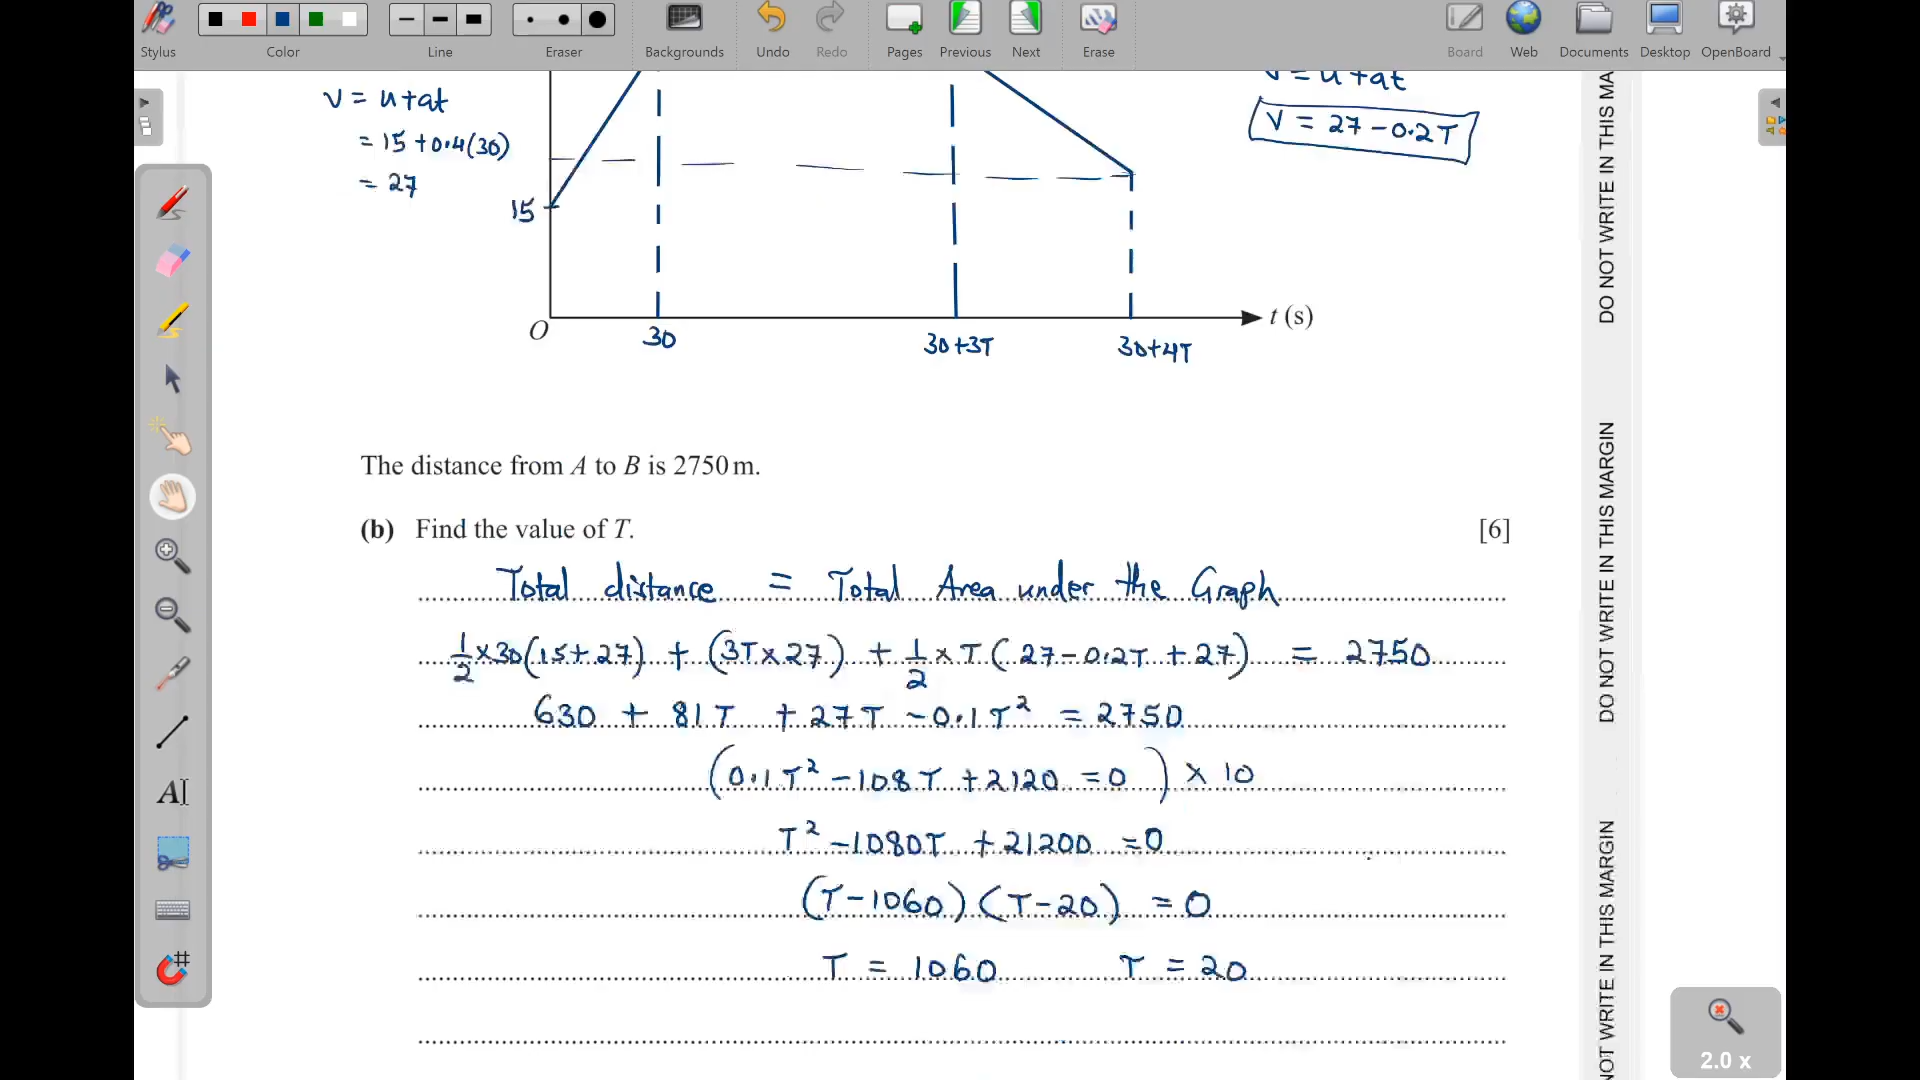 Stylus Color Line Eraser Backgrounds Undo Redo Pages Previous Next Erase Board Web Documents Desktop OpenBoard
V = u+at
= 15 + 0.4(30)
= 27
V = u+at
V = 27 - 0.2T
15
O
30
30+3T
30+4T
t (s)
The distance from A to B is 2750 m.
(b) Find the value of T. [6]
Total distance = Total Area under the Graph
1/2 × 30(15+27) + (3T × 27) + 1/2 × T(27 - 0.2T + 27) = 2750
630 + 81T + 27T - 0.1T² = 2750
(0.1T² - 108T + 2120 = 0) × 10
T² - 1080T + 21200 = 0
(T - 1060)(T - 20) = 0
T = 1060 T = 20
DO NOT WRITE IN THIS MA
DO NOT WRITE IN THIS MARGIN
NOT WRITE IN THIS MARGIN
2.0 x